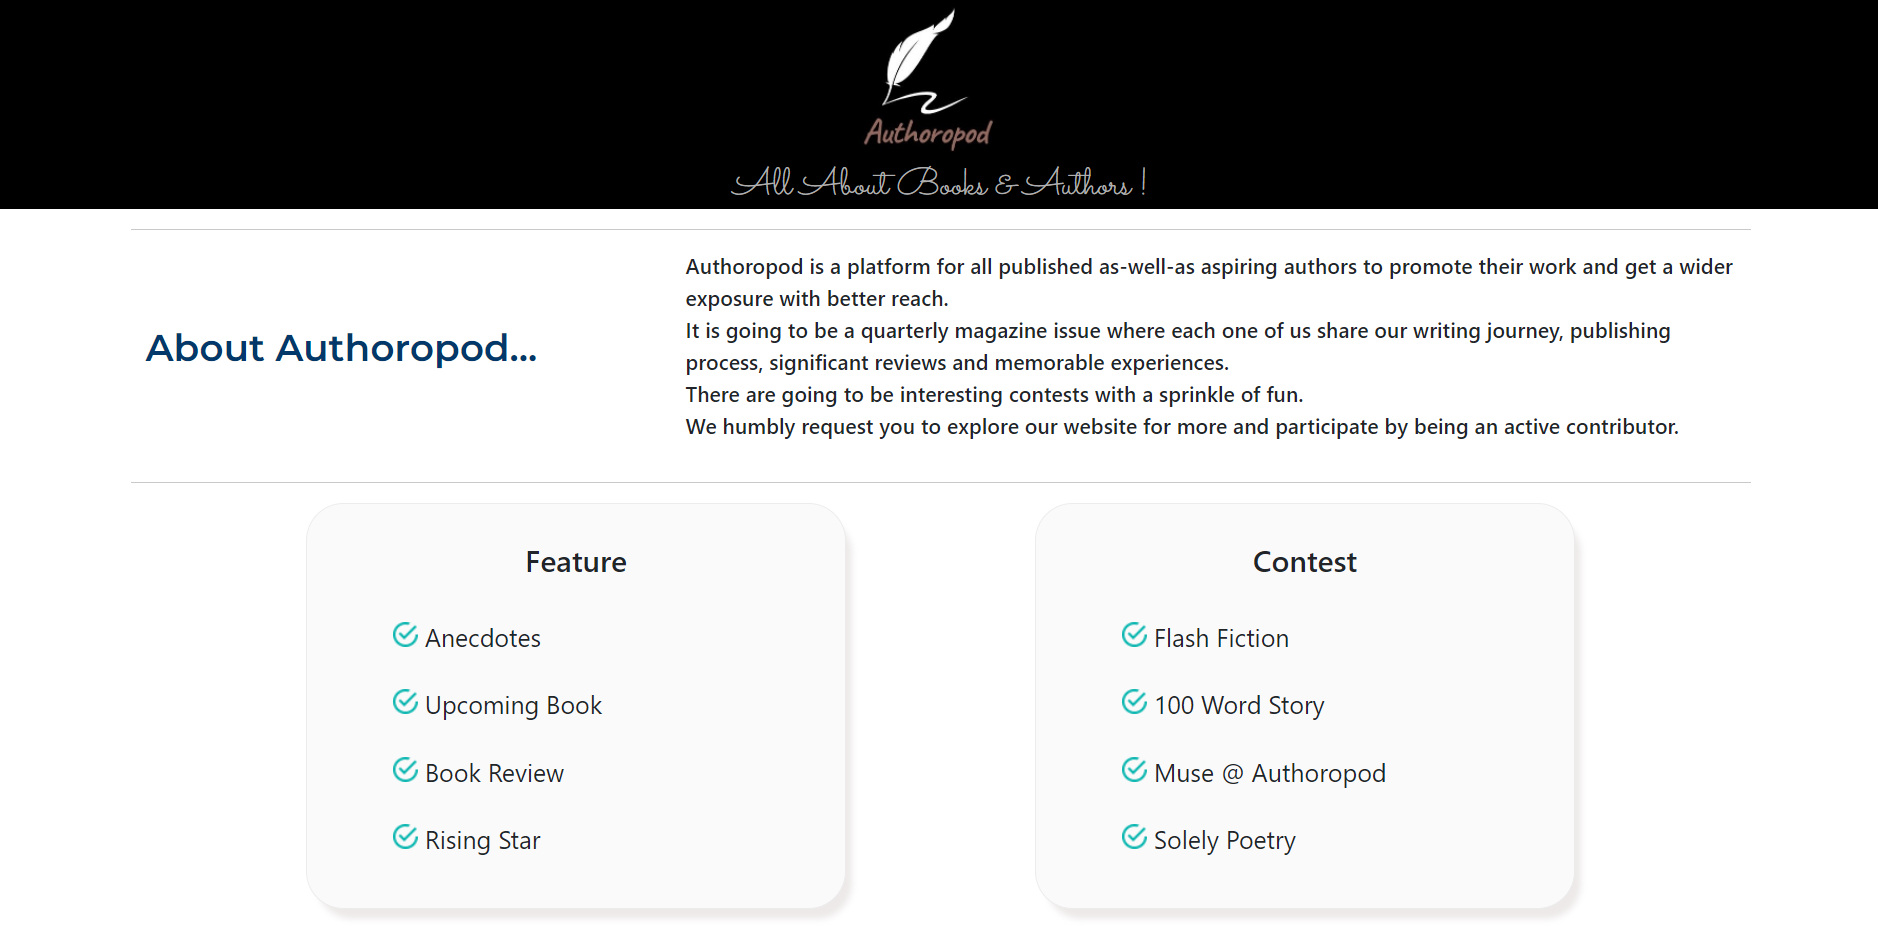 Authoropod
All About Books & Authors !
About Authoropod...
Authoropod is a platform for all published as-well-as aspiring authors to promote their work and get a wider
exposure with better reach.
It is going to be a quarterly magazine issue where each one of us share our writing journey, publishing
process, significant reviews and memorable experiences.
There are going to be interesting contests with a sprinkle of fun.
We humbly request you to explore our website for more and participate by being an active contributor.
Feature
Anecdotes
Upcoming Book
Book Review
Rising Star
Contest
Flash Fiction
100 Word Story
Muse @ Authoropod
Solely Poetry